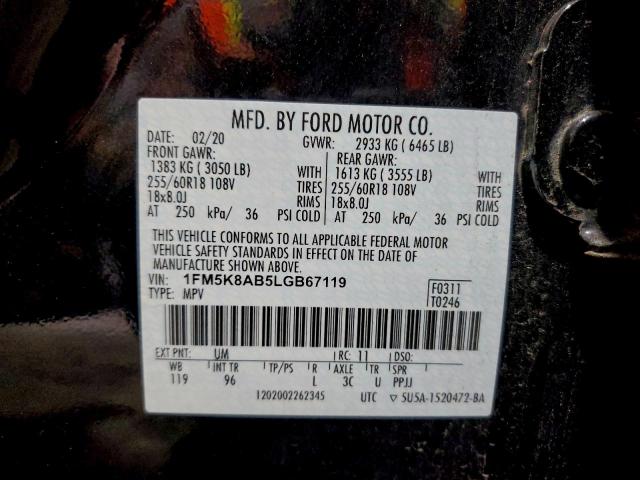 MFD. BY FORD MOTOR CO.
DATE: 02/20 GVWR: 2933 KG ( 6465 LB)
FRONT GAWR: REAR GAWR:
1383 KG ( 3050 LB) WITH 1613 KG ( 3555 LB) WITH
255/60R18 108V TIRES 255/60R18 108V TIRES
18x8.0J RIMS 18x8.0J RIMS
AT 250 kPa/ 36 PSI COLD AT 250 kPa/ 36 PSI COLD
THIS VEHICLE CONFORMS TO ALL APPLICABLE FEDERAL MOTOR
VEHICLE SAFETY STANDARDS IN EFFECT ON THE DATE OF
MANUFACTURE SHOWN ABOVE.
VIN: 1FM5K8AB5LGB67119 F0311
TYPE: MPV T0246
EXT PNT: UM RC: 11 DSO:
WB INT TR TP/PS R AXLE TR SPR
119 96 L 3C U PPJJ
1202002262345 UTC ▽ 5U5A-1520472-BA